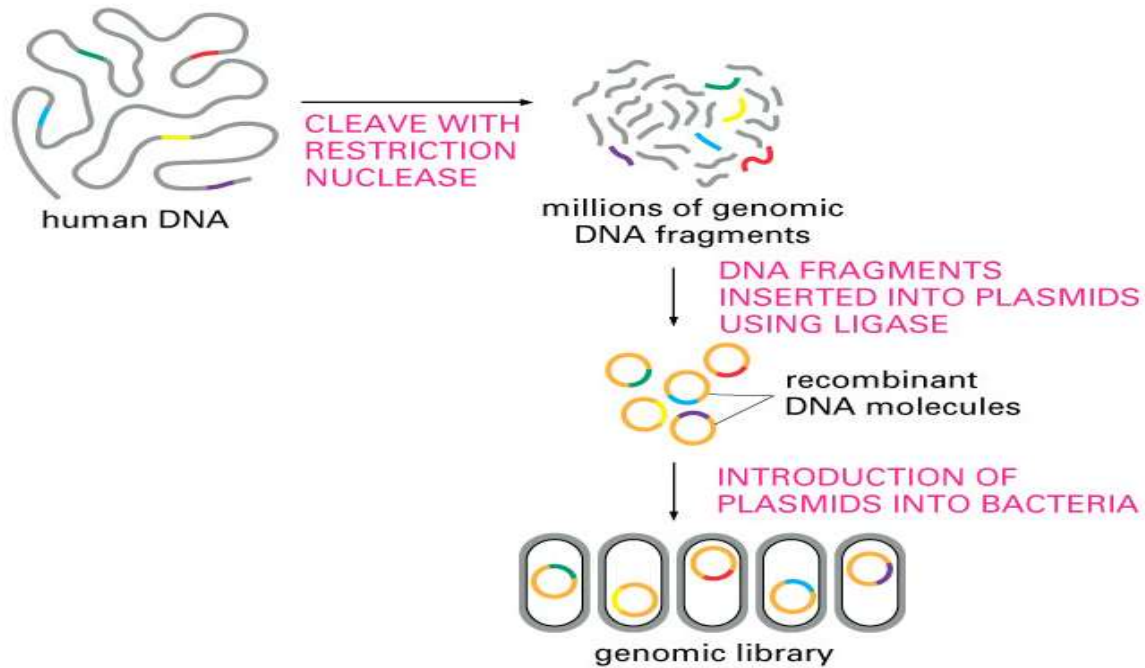 CLEAVE WITH
RESTRICTION
NUCLEASE
human DNA
millions of genomic
DNA fragments
DNA FRAGMENTS
INSERTED INTO PLASMIDS
USING LIGASE
recombinant
DNA molecules
INTRODUCTION OF
PLASMIDS INTO BACTERIA
genomic library